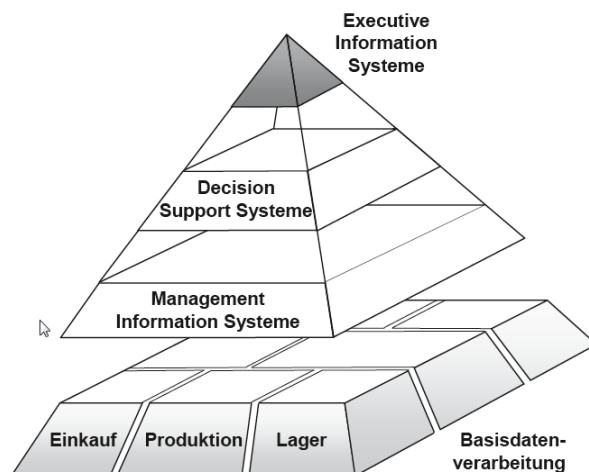 Executive
Information
Systeme
Decision
Support Systeme
Management
Information Systeme
Einkauf
Produktion
Lager
Basisdaten-
verarbeitung